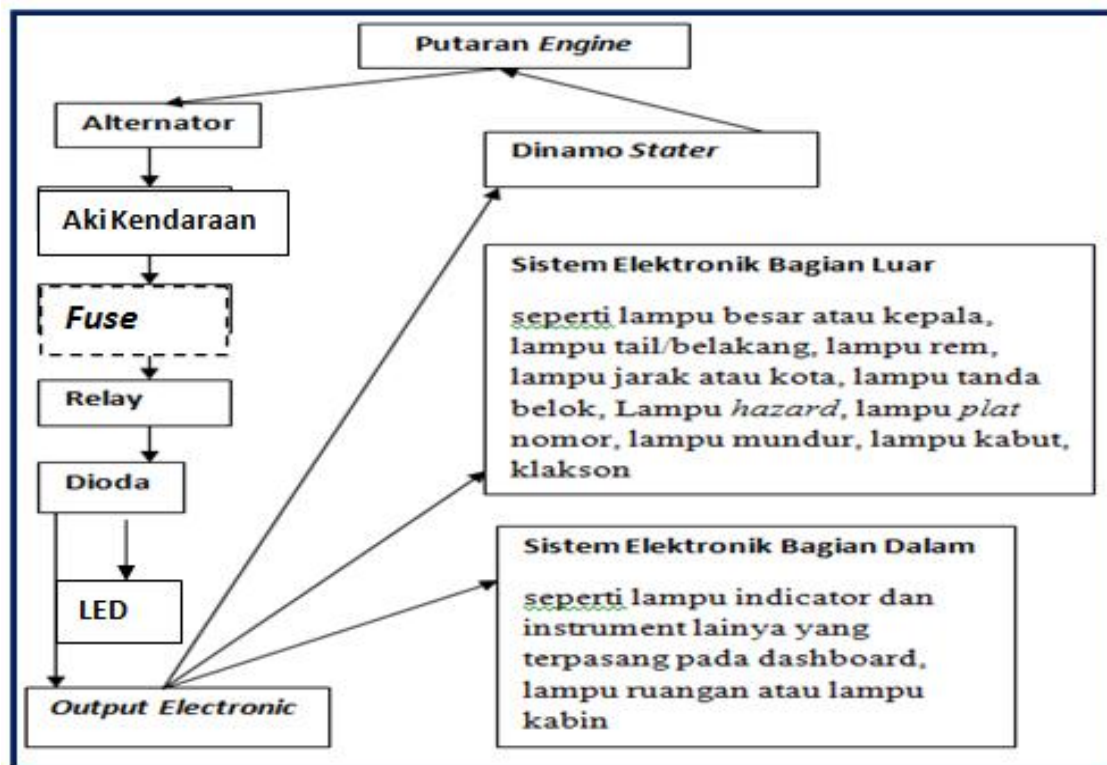 Putaran Engine
Alternator
Dinamo Stater
Aki Kendaraan
Fuse
Relay
Dioda
LED
Output Electronic
Sistem Elektronik Bagian Luar
seperti lampu besar atau kepala,
lampu tail/belakang, lampu rem,
lampu jarak atau kota, lampu tanda
belok, Lampu hazard, lampu plat
nomor, lampu mundur, lampu kabut,
klakson
Sistem Elektronik Bagian Dalam
seperti lampu indicator dan
instrument lainya yang
terpasang pada dashboard,
lampu ruangan atau lampu
kabin